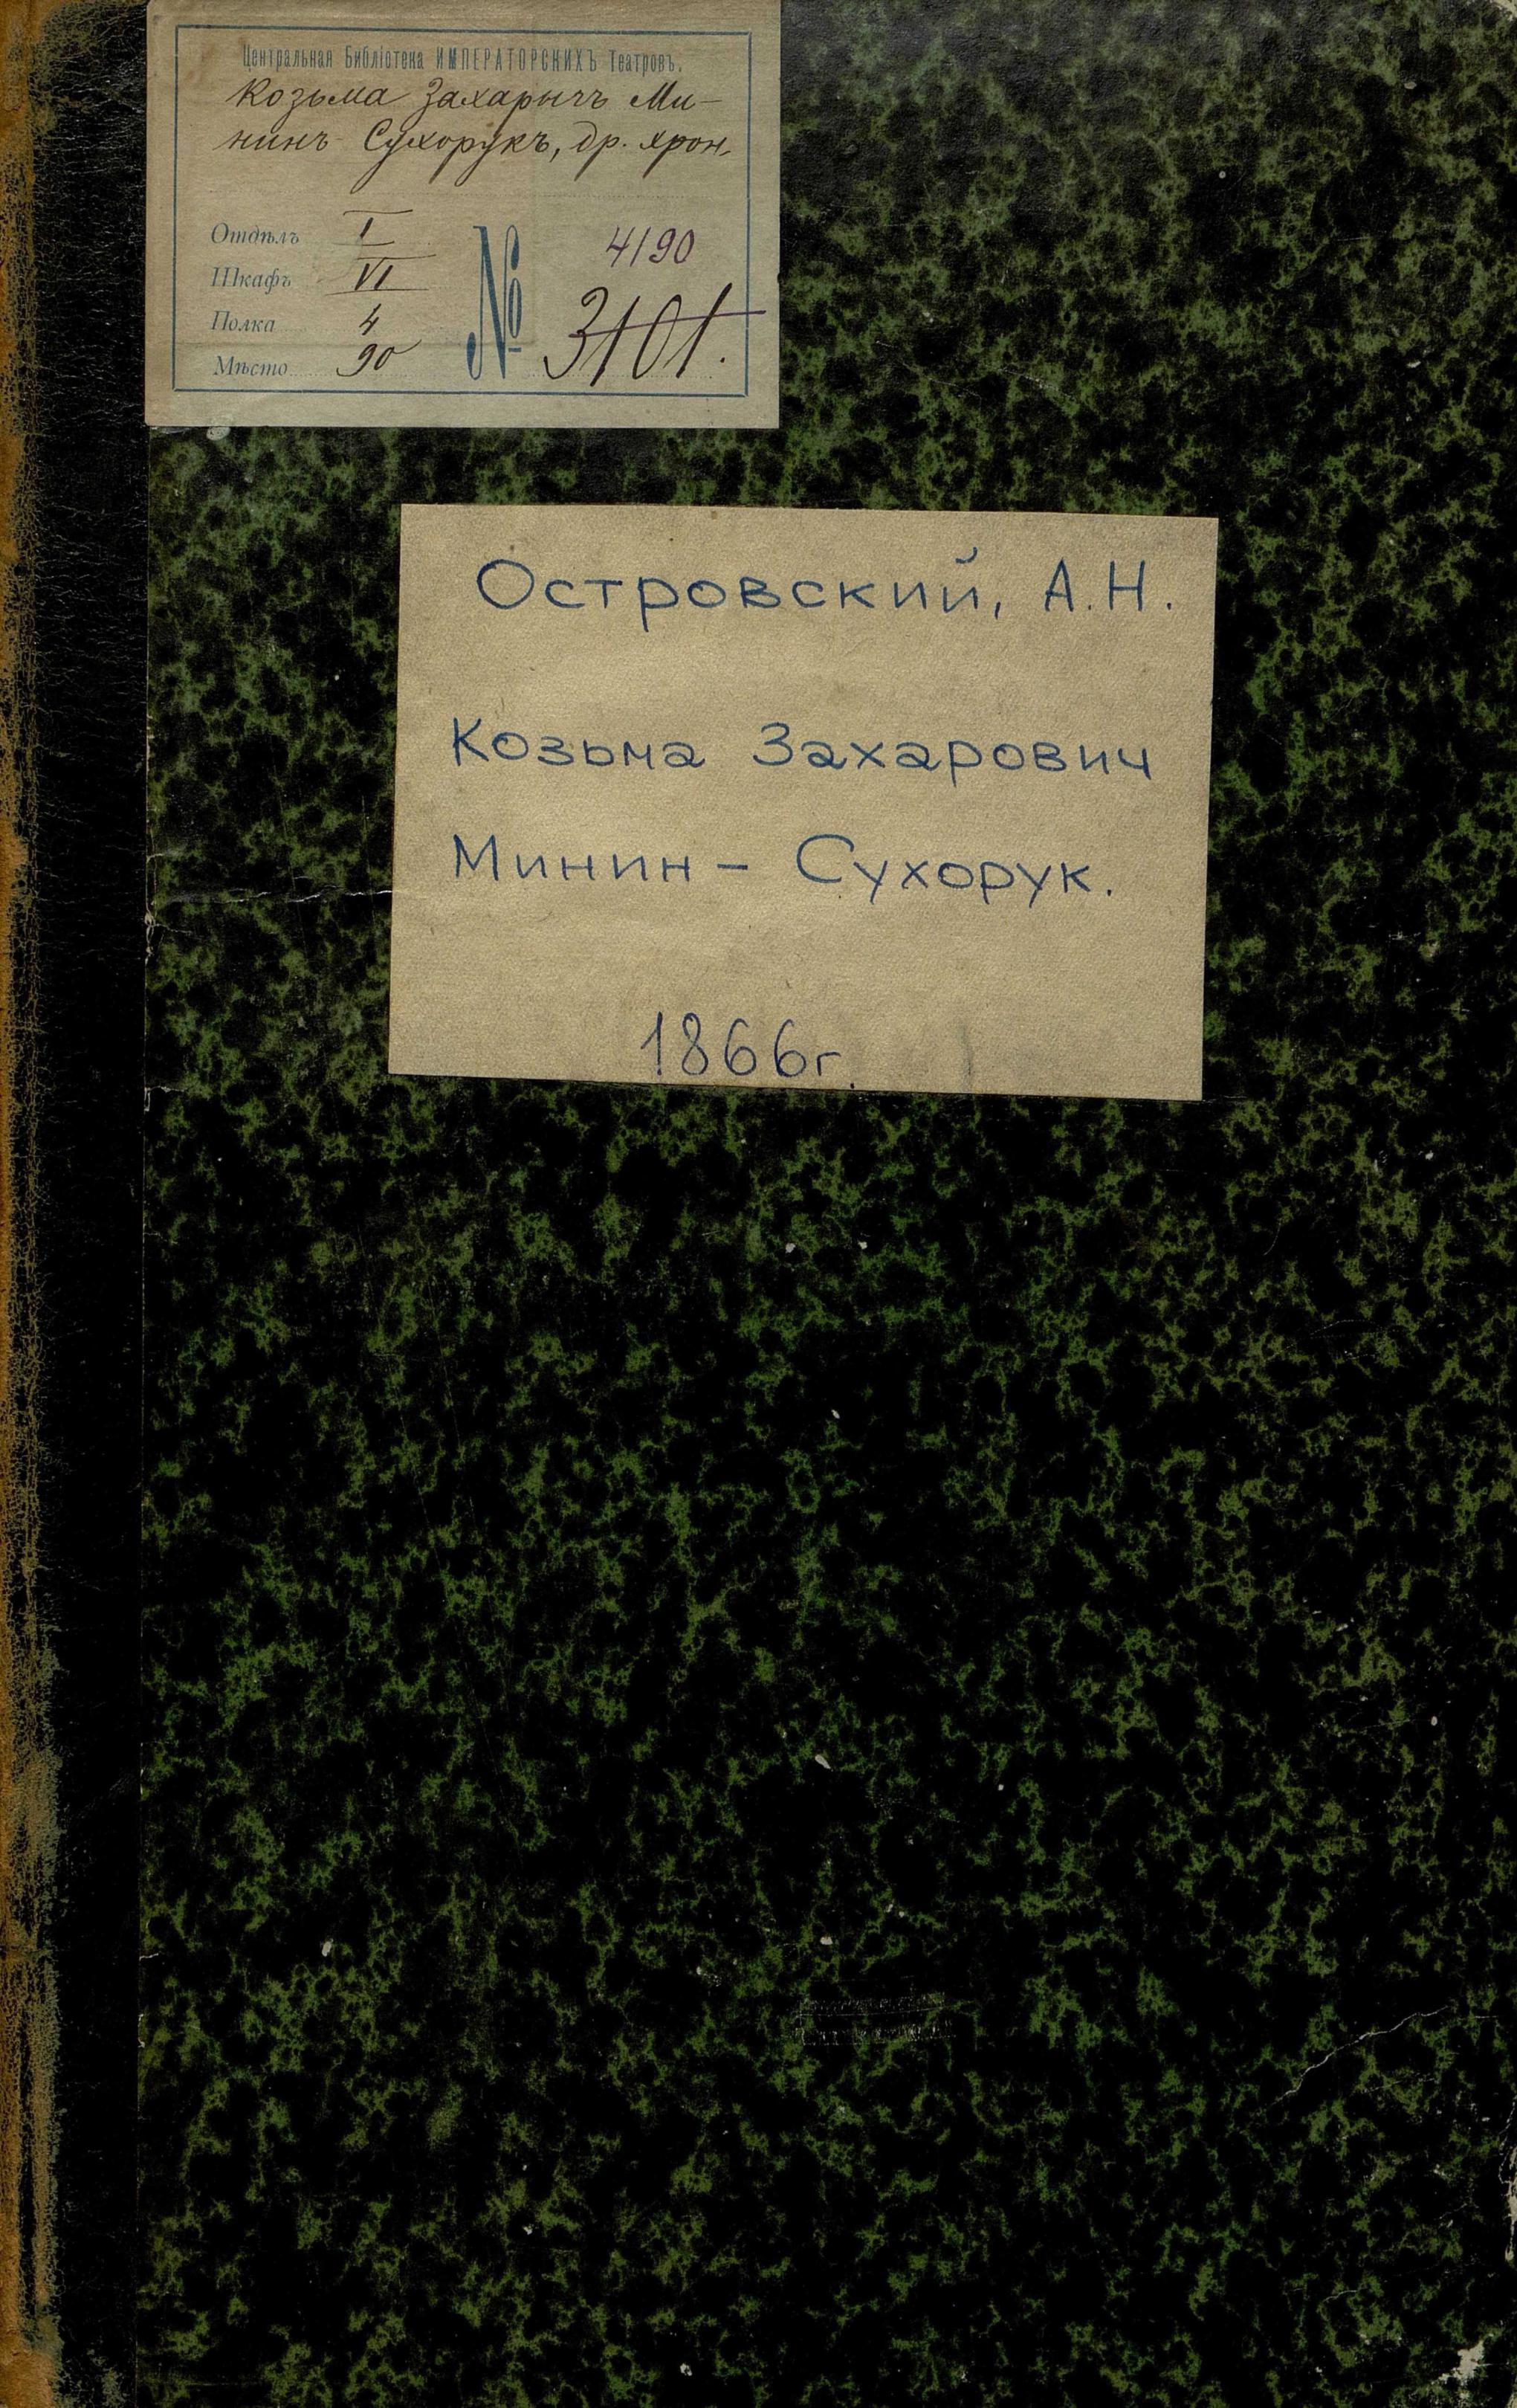 Центральная Библіотека ИМПЕРАТОРСКИХЪ Театровъ.
Козьма Захарычъ Ми-
нинъ-Сухорукъ, др. хрон.
Отдѣлъ I
Шкафъ VI
Полка 4
Мѣсто 90
№ 4190
3101.
Островский, А.Н.
Козьма Захарович
Минин - Сухорук.
1866г.